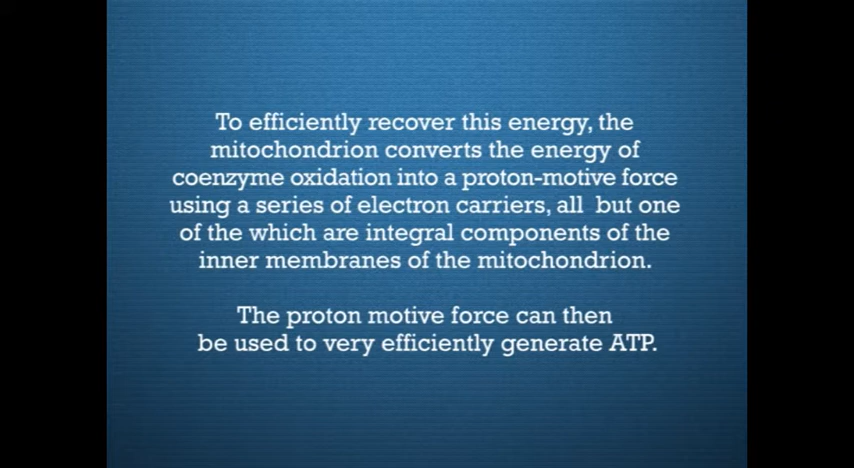 To efficiently recover this energy, the
mitochondrion converts the energy of
coenzyme oxidation into a proton-motive force
using a series of electron carriers, all but one
of the which are integral components of the
inner membranes of the mitochondrion.
The proton motive force can then
be used to very efficiently generate ATP.